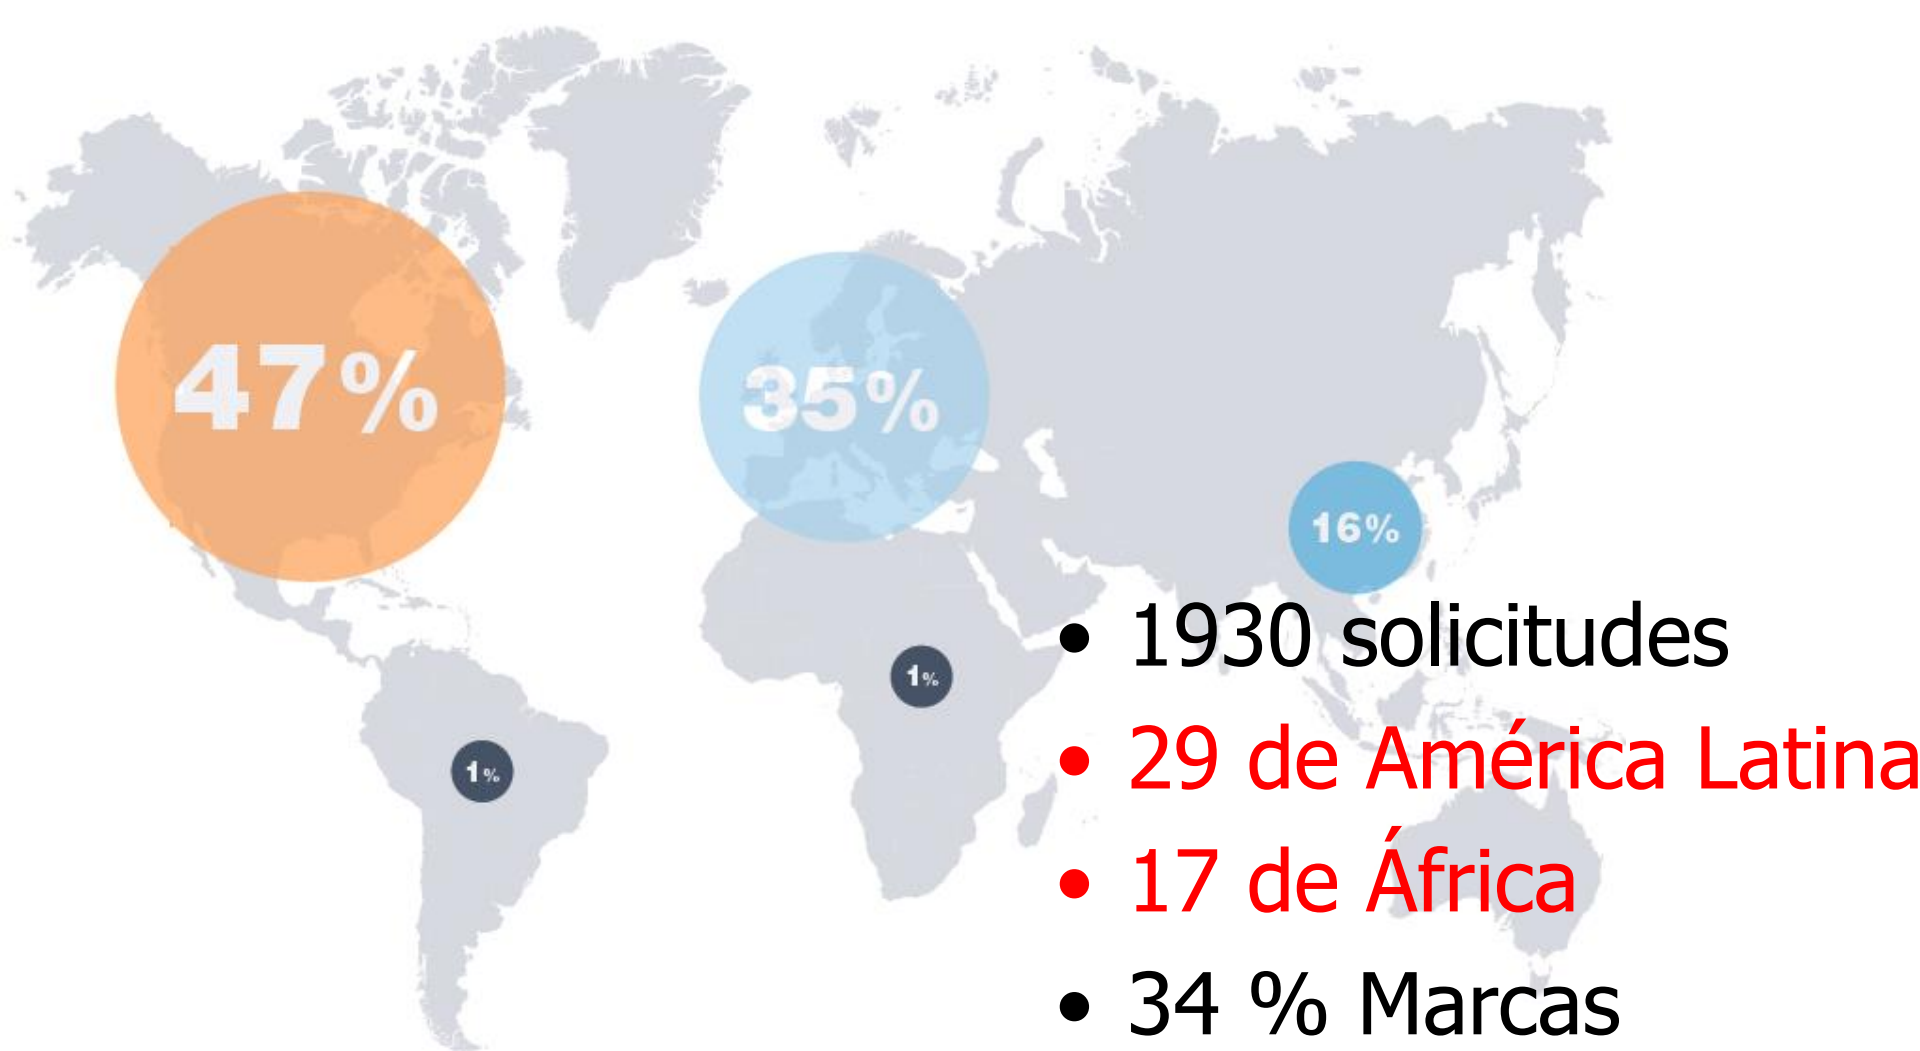 47%
35%
16%
1%
1%
• 1930 solicitudes
• 29 de América Latina
• 17 de África
• 34 % Marcas